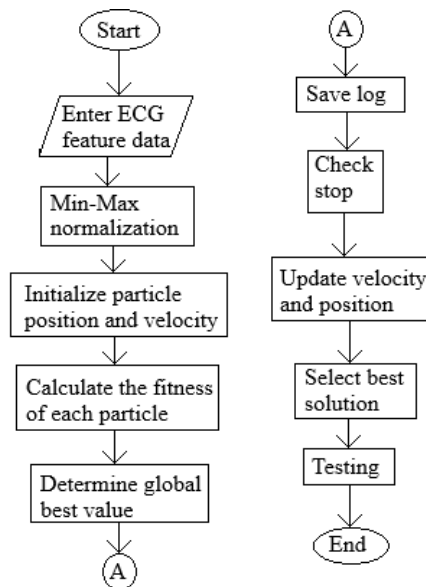 Start
Enter ECG
feature data
Min-Max
normalization
Initialize particle
position and velocity
Calculate the fitness
of each particle
Determine global
best value
A
A
Save log
Check
stop
Update velocity
and position
Select best
solution
Testing
End